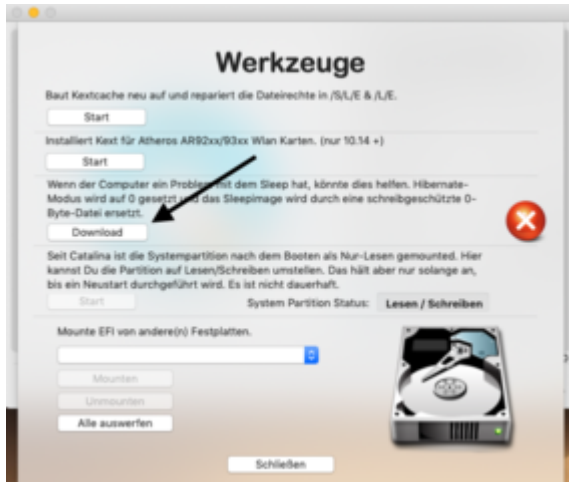 Werkzeuge
Baut Kextcache neu auf und repariert die Dateirechte in /S/L/E & /L/E.
Start
Installiert Kext für Atheros AR92xx/93xx Wlan Karten. (nur 10.14 +)
Start
Wenn der Computer ein Problem mit dem Sleep hat, könnte dies helfen. Hibernate-
Modus wird auf 0 gesetzt und das Sleepimage wird durch eine schreibgeschützte 0-
Byte-Datei ersetzt.
Download
Seit Catalina ist die Systempartition nach dem Booten als Nur-Lesen gemounted. Hier
kannst Du die Partition auf Lesen/Schreiben umstellen. Das hält aber nur solange an,
bis ein Neustart durchgeführt wird. Es ist nicht dauerhaft.
Start
System Partition Status: Lesen / Schreiben
Mounte EFI von andere(n) Festplatten.
Mounten
Unmounten
Alle auswerfen
Schließen